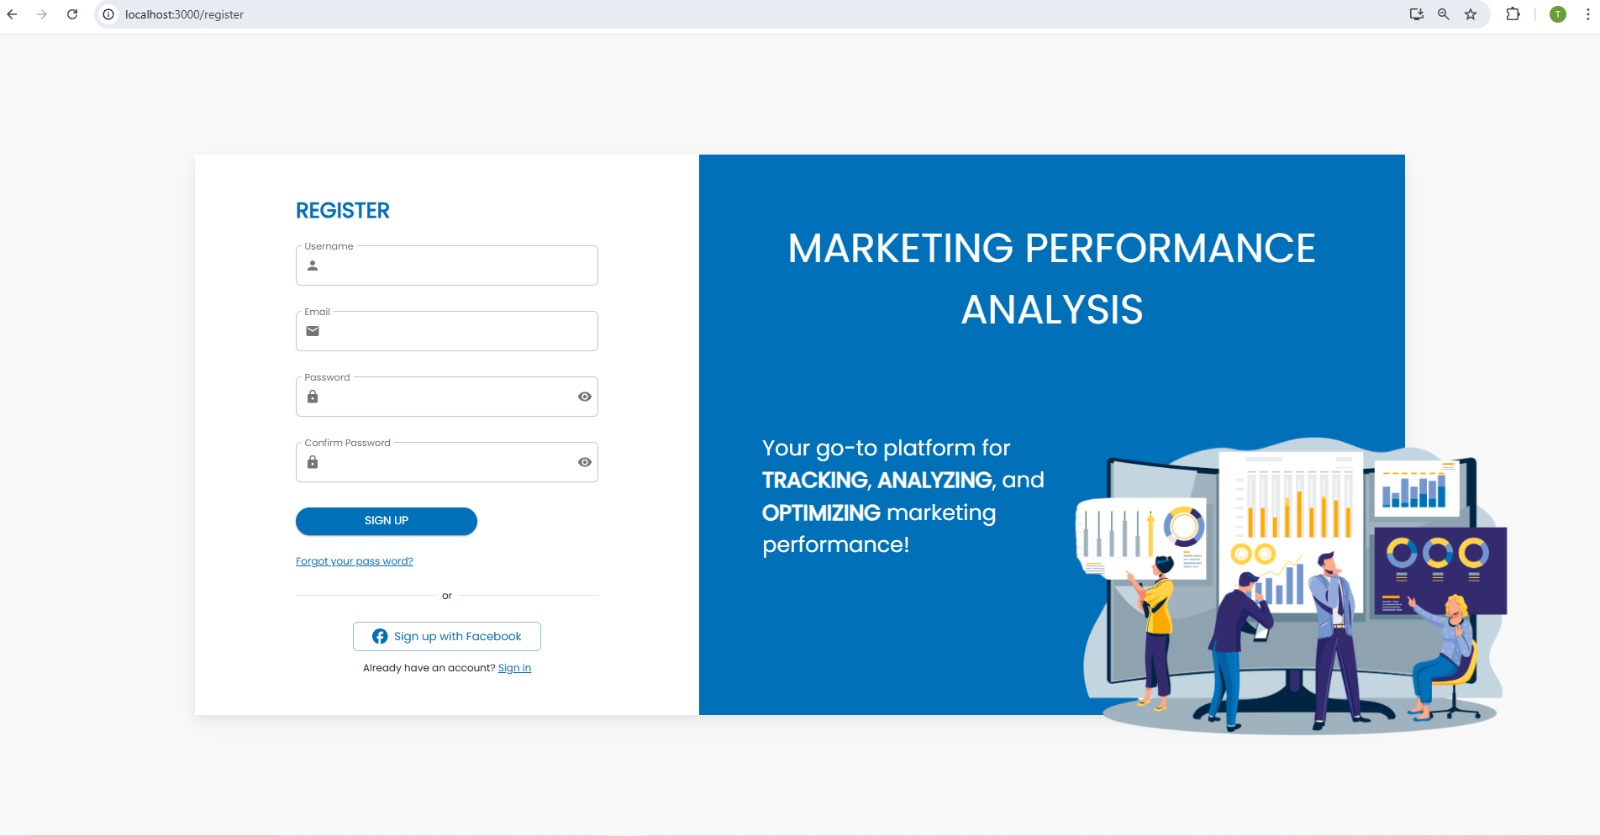 localhost:3000/register
T
REGISTER
Username
Email
Password
Confirm Password
SIGN UP
Forgot your pass word?
or
Sign up with Facebook
Already have an account? Sign in
MARKETING PERFORMANCE
ANALYSIS
Your go-to platform for
TRACKING, ANALYZING, and
OPTIMIZING marketing
performance!